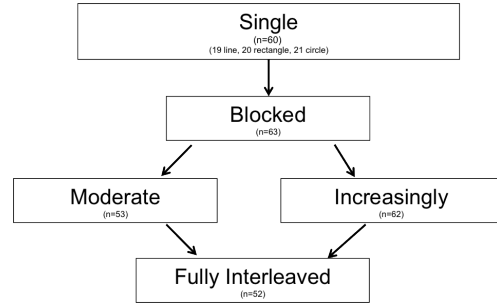 Single
(n=60)
(19 line, 20 rectangle, 21 circle)
Blocked
(n=63)
Moderate
(n=53)
Increasingly
(n=62)
Fully Interleaved
(n=52)